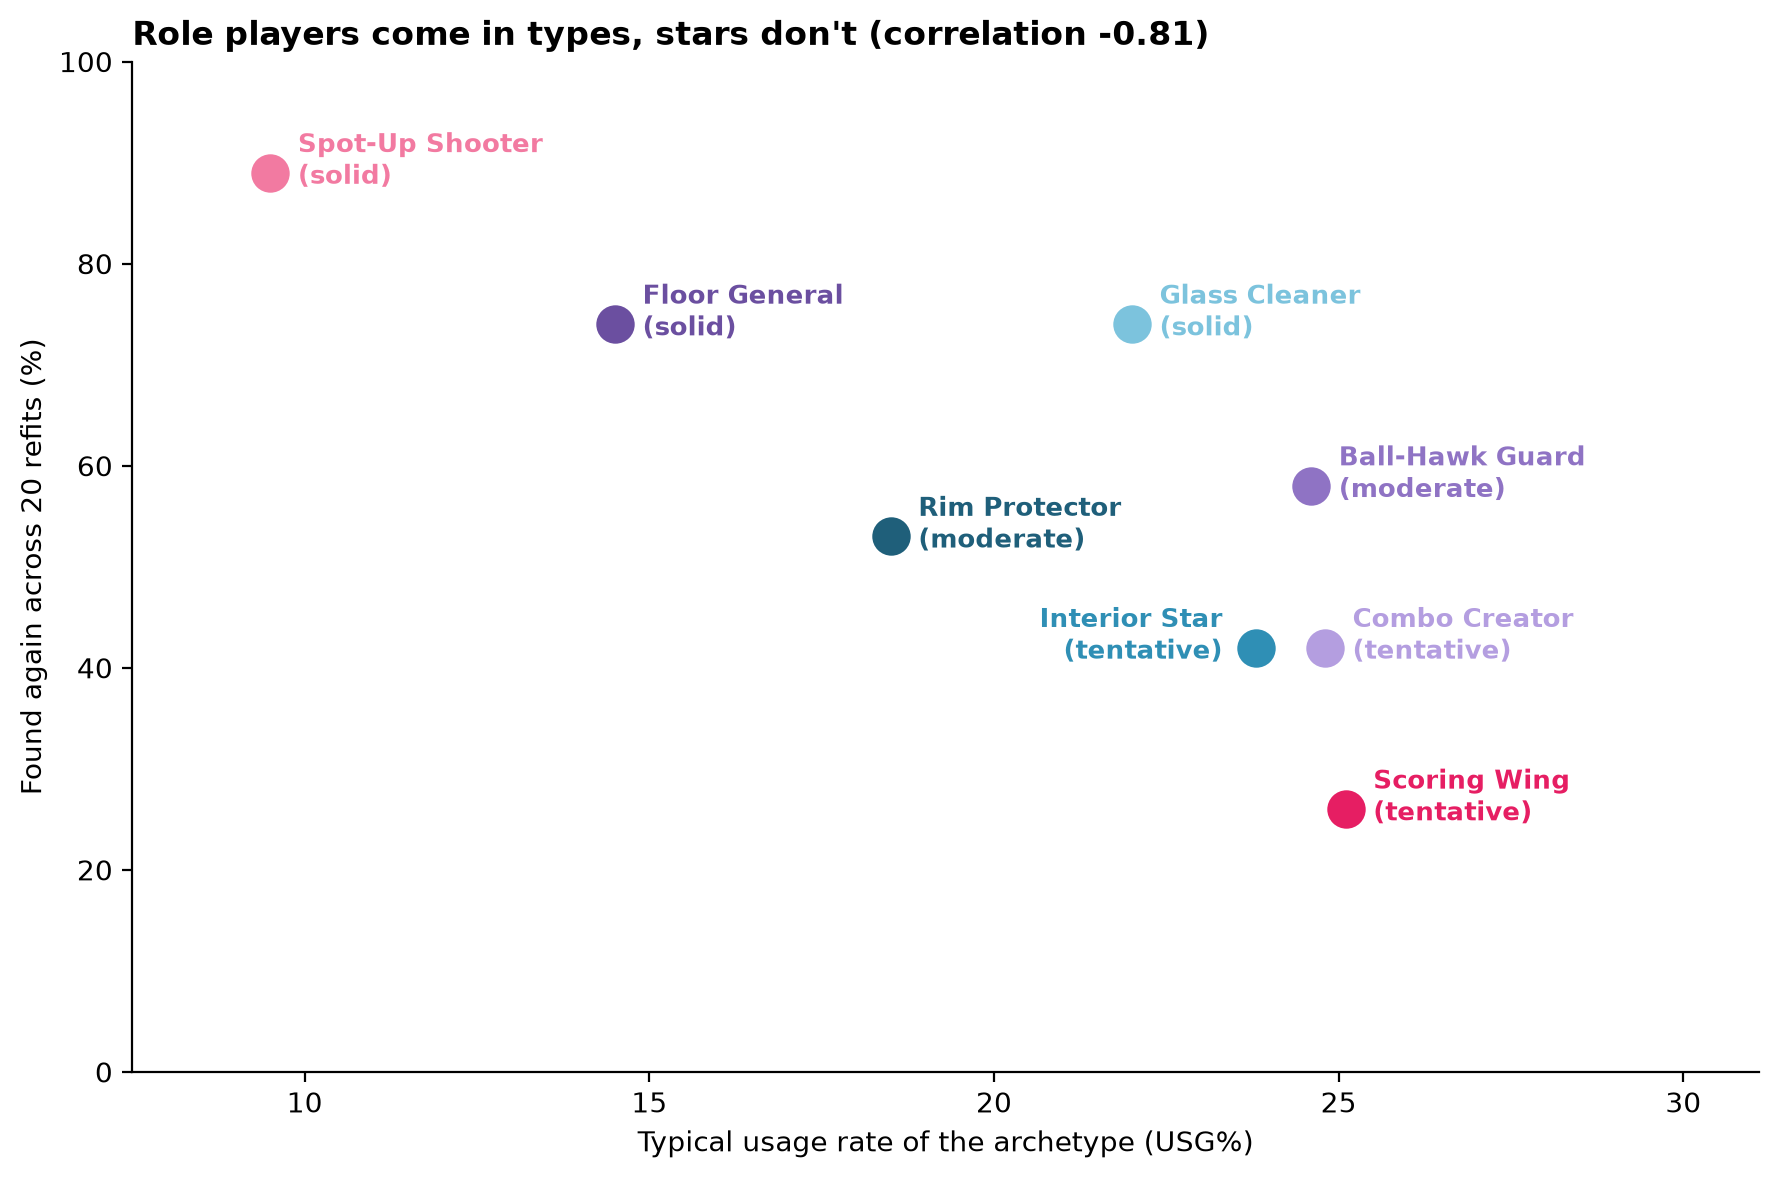 Role players come in types, stars don't (correlation -0.81)
100
80
60
40
20
0
Found again across 20 refits (%)
Spot-Up Shooter
(solid)
Floor General
(solid)
Glass Cleaner
(solid)
Ball-Hawk Guard
(moderate)
Rim Protector
(moderate)
Interior Star
(tentative)
Combo Creator
(tentative)
Scoring Wing
(tentative)
10
15
20
25
30
Typical usage rate of the archetype (USG%)